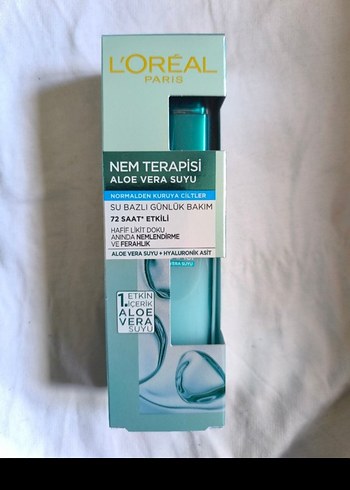 L'ORÉAL
PARIS
NEM TERAPİSİ
ALOE VERA SUYU
NORMALDEN KURUYA CİLTLER
SU BAZLI GÜNLÜK BAKIM
72 SAAT* ETKİLİ
HAFİF LİKİT DOKU
ANINDA NEMLENDİRME
VE FERAHLIK
ALOE VERA SUYU + HYALURONİK ASİT
VERA SUYU
1. ETKİN
İÇERİK
ALOE
VERA
SUYU